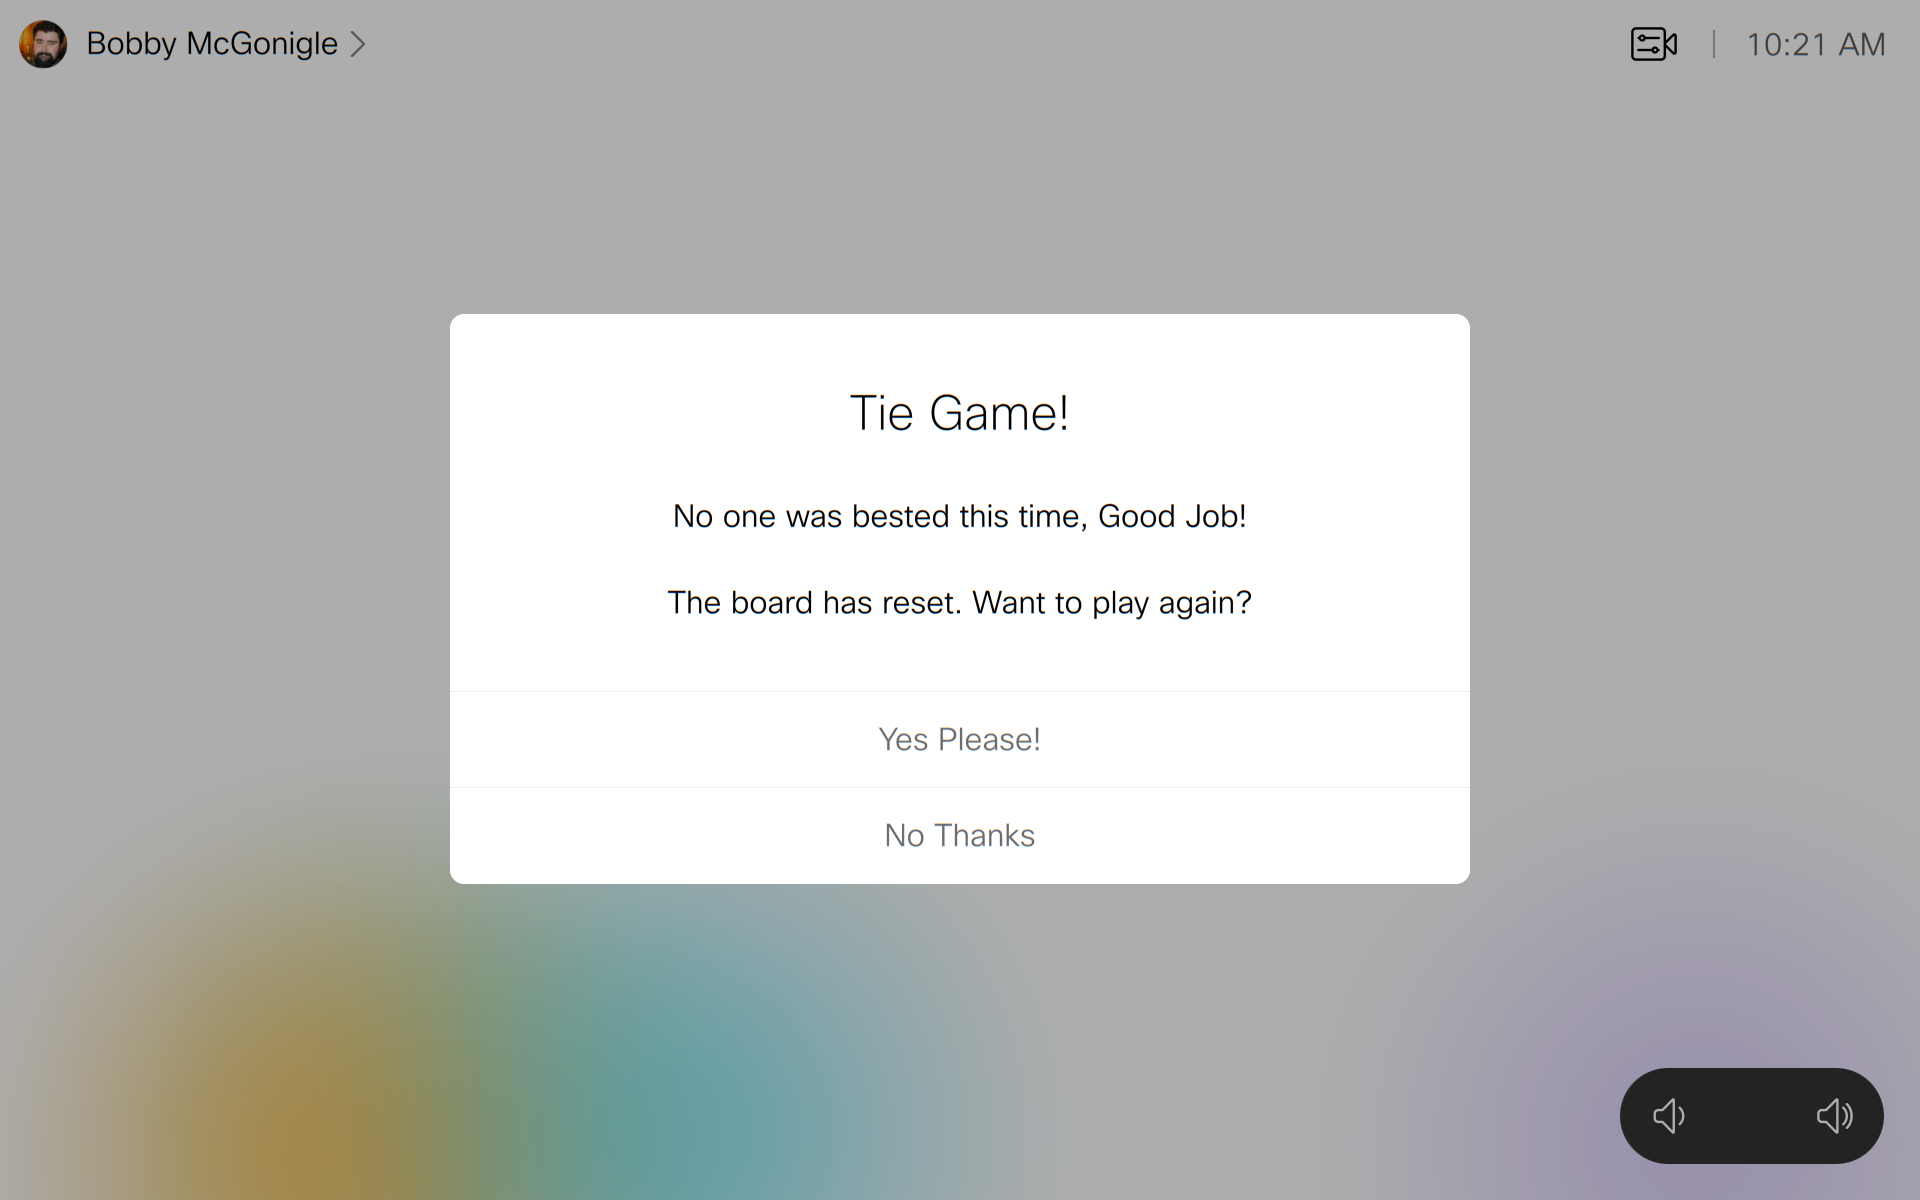 Bobby McGonigle
10:21 AM
Tie Game!
No one was bested this time, Good Job!
The board has reset. Want to play again?
Yes Please!
No Thanks